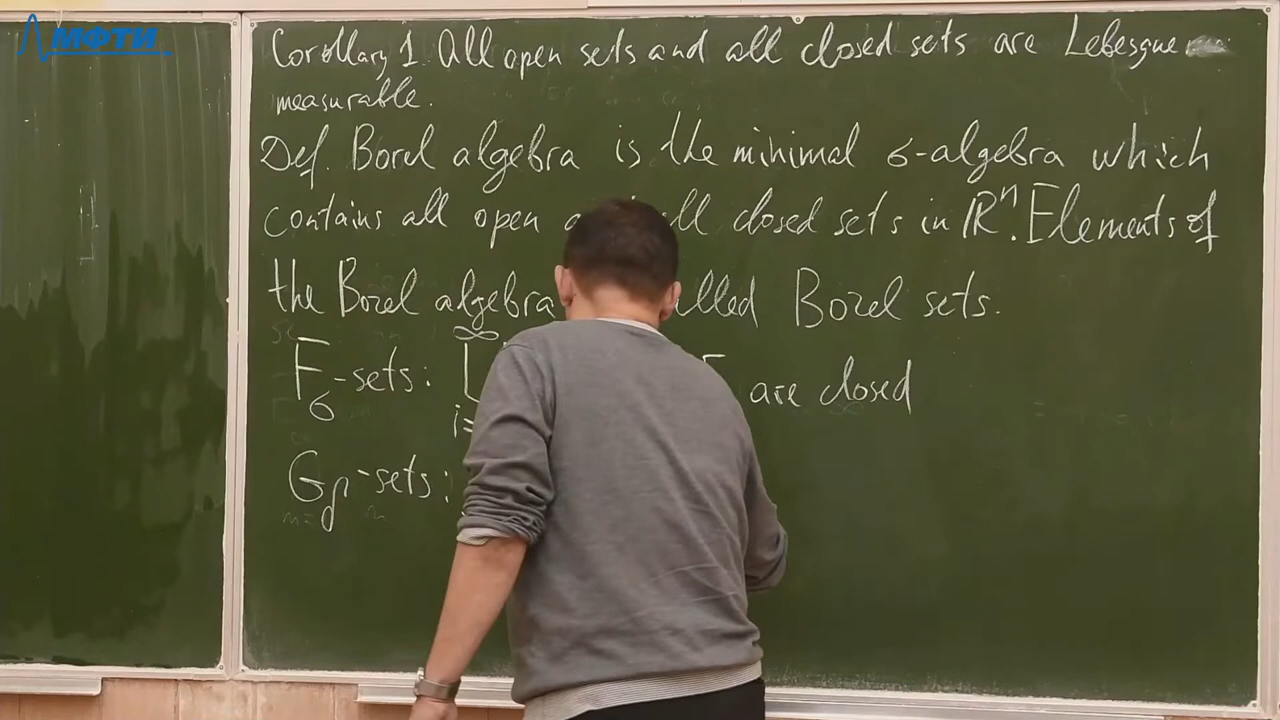 МФТИ
Corollary 1. All open sets and all closed sets are Lebesgue
measurable.
Def. Borel algebra is the minimal σ-algebra which
contains all open all closed sets in ℝⁿ. Elements of
the Borel algebra called Borel sets.
F_σ-sets: are closed
G_δ-sets: